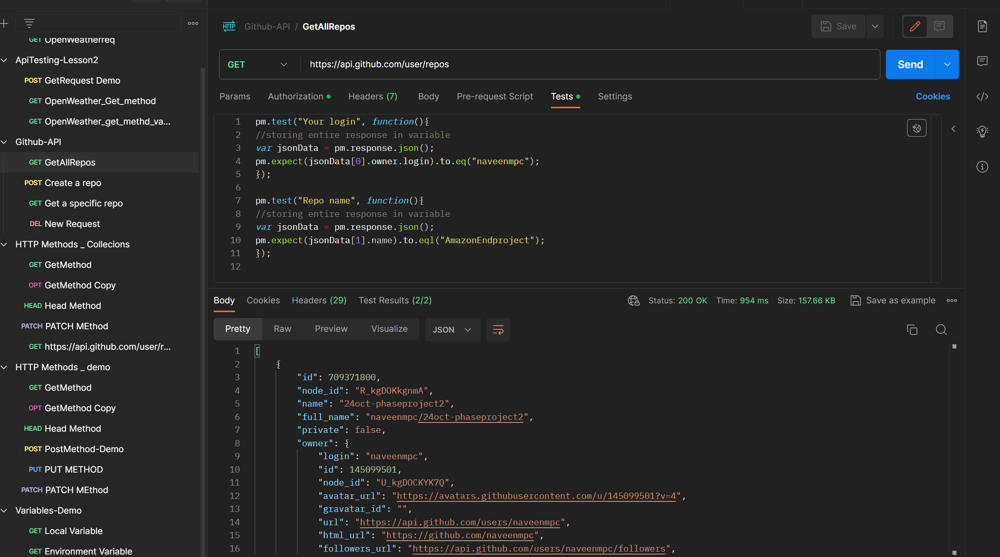 GET OpenWeatherreq
ApiTesting-Lesson2
POST GetRequest Demo
GET OpenWeather_Get_method
GET OpenWeather_get_methd_va...
Github-API
GET GetAllRepos
POST Create a repo
GET Get a specific repo
DEL New Request
HTTP Methods _ Collecions
GET GetMethod
OPT GetMethod Copy
HEAD Head Method
PATCH PATCH MEthod
GET https://api.github.com/user/r...
HTTP Methods _ demo
GET GetMethod
OPT GetMethod Copy
HEAD Head Method
POST PostMethod-Demo
PUT PUT METHOD
PATCH PATCH MEthod
Variables-Demo
GET Local Variable
GET Environment Variable
HTTP Github-API / GetAllRepos
Save
GET https://api.github.com/user/repos
Send
Params Authorization Headers (7) Body Pre-request Script Tests Settings Cookies
1 pm.test("Your login", function(){
2 //storing entire response in variable
3 var jsonData = pm.response.json();
4 pm.expect(jsonData[0].owner.login).to.eq("naveenmpc");
5 });
6
7 pm.test("Repo name", function(){
8 //storing entire response in variable
9 var jsonData = pm.response.json();
10 pm.expect(jsonData[1].name).to.eql("AmazonEndproject");
11 });
12
Body Cookies Headers (29) Test Results (2/2) Status: 200 OK Time: 954 ms Size: 157.66 KB Save as example
Pretty Raw Preview Visualize JSON
1 [
2 {
3 "id": 709371800,
4 "node_id": "R_kgDOKkgnmA",
5 "name": "24oct-phaseproject2",
6 "full_name": "naveenmpc/24oct-phaseproject2",
7 "private": false,
8 "owner": {
9 "login": "naveenmpc",
10 "id": 145099501,
11 "node_id": "U_kgDOCKYK7Q",
12 "avatar_url": "https://avatars.githubusercontent.com/u/145099501?v=4",
13 "gravatar_id": "",
14 "url": "https://api.github.com/users/naveenmpc",
15 "html_url": "https://github.com/naveenmpc",
16 "followers_url": "https://api.github.com/users/naveenmpc/followers",